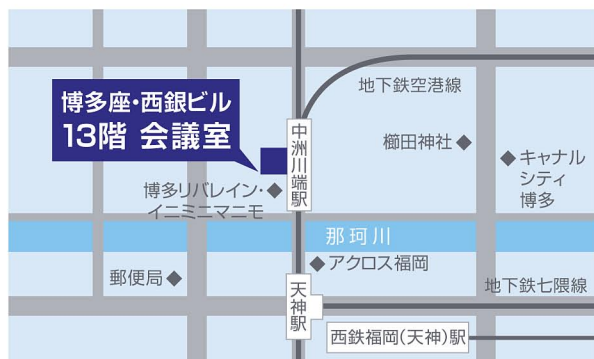 地下鉄空港線
博多座・西銀ビル
13階 会議室
中洲川端駅
櫛田神社
キャナル
シティ
博多
博多リバレイン・
イニミニマニモ
那珂川
アクロス福岡
郵便局
天神駅
地下鉄七隈線
西鉄福岡(天神)駅